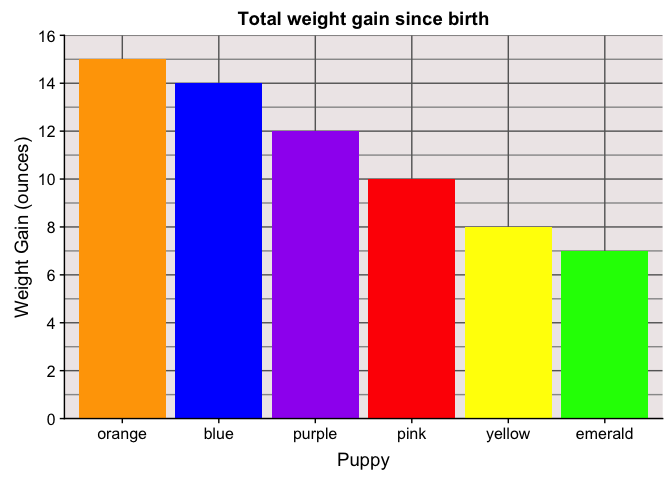 Total weight gain since birth
Weight Gain (ounces)
16
14
12
10
8
6
4
2
0
orange blue purple pink yellow emerald
Puppy